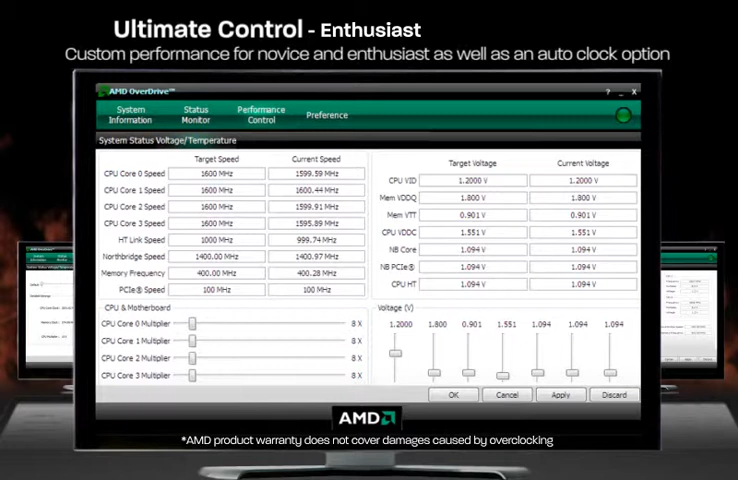 Ultimate Control - Enthusiast
Custom performance for novice and enthusiast as well as an auto clock option
AMD OverDrive™ ? _ X
System Information Status Monitor Performance Control Preference
System Status Voltage/Temperature
Target Speed Current Speed
CPU Core 0 Speed 1600 MHz 1599.59 MHz
CPU Core 1 Speed 1600 MHz 1600.44 MHz
CPU Core 2 Speed 1600 MHz 1599.91 MHz
CPU Core 3 Speed 1600 MHz 1595.89 MHz
HT Link Speed 1000 MHz 999.74 MHz
Northbridge Speed 1400.00 MHz 1400.97 MHz
Memory Frequency 400.00 MHz 400.28 MHz
PCIe® Speed 100 MHz 100 MHz
Target Voltage Current Voltage
CPU VID 1.2000 V 1.2000 V
Mem VDDQ 1.800 V 1.800 V
Mem VTT 0.901 V 0.901 V
CPU VDDC 1.551 V 1.551 V
NB Core 1.094 V 1.094 V
NB PCIe® 1.094 V 1.094 V
CPU HT 1.094 V 1.094 V
CPU & Motherboard
CPU Core 0 Multiplier 8 X
CPU Core 1 Multiplier 8 X
CPU Core 2 Multiplier 8 X
CPU Core 3 Multiplier 8 X
Voltage (V)
1.2000 1.800 0.901 1.551 1.094 1.094 1.094
OK Cancel Apply Discard
AMD
*AMD product warranty does not cover damages caused by overclocking